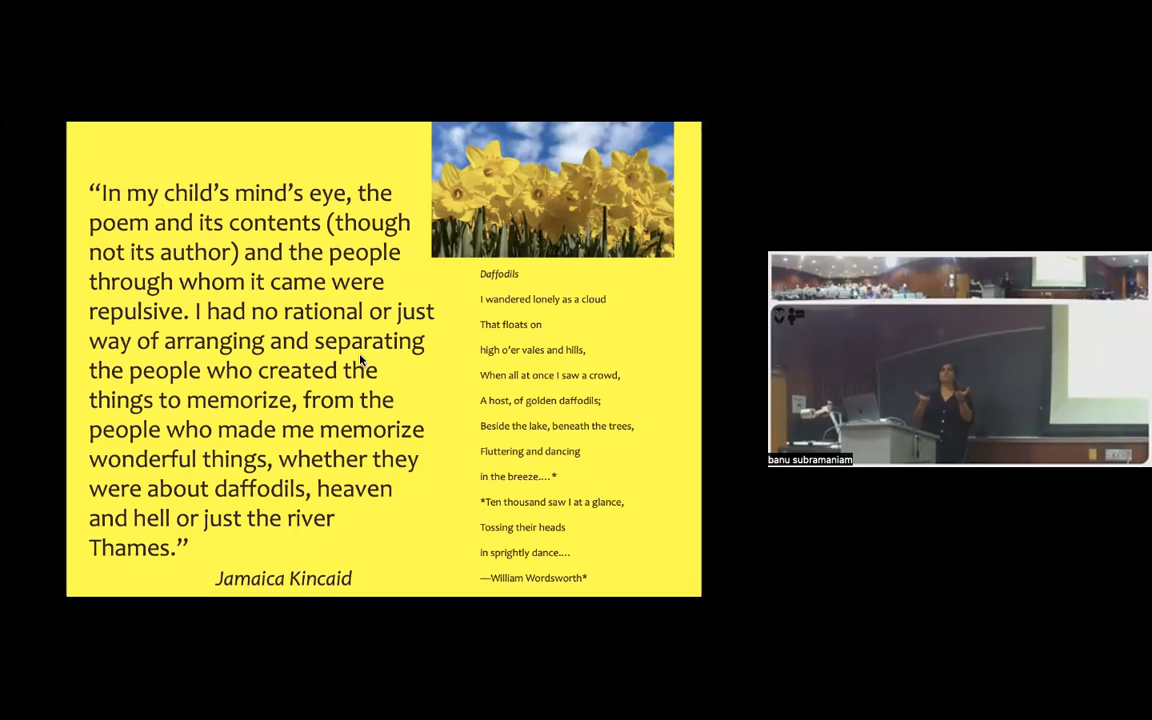 “In my child’s mind’s eye, the
poem and its contents (though
not its author) and the people
through whom it came were
repulsive. I had no rational or just
way of arranging and separating
the people who created the
things to memorize, from the
people who made me memorize
wonderful things, whether they
were about daffodils, heaven
and hell or just the river
Thames.”
Jamaica Kincaid
Daffodils
I wandered lonely as a cloud
That floats on
high o’er vales and hills,
When all at once I saw a crowd,
A host, of golden daffodils;
Beside the lake, beneath the trees,
Fluttering and dancing
in the breeze.... *
*Ten thousand saw I at a glance,
Tossing their heads
in sprightly dance....
—William Wordsworth*
banu subramaniam